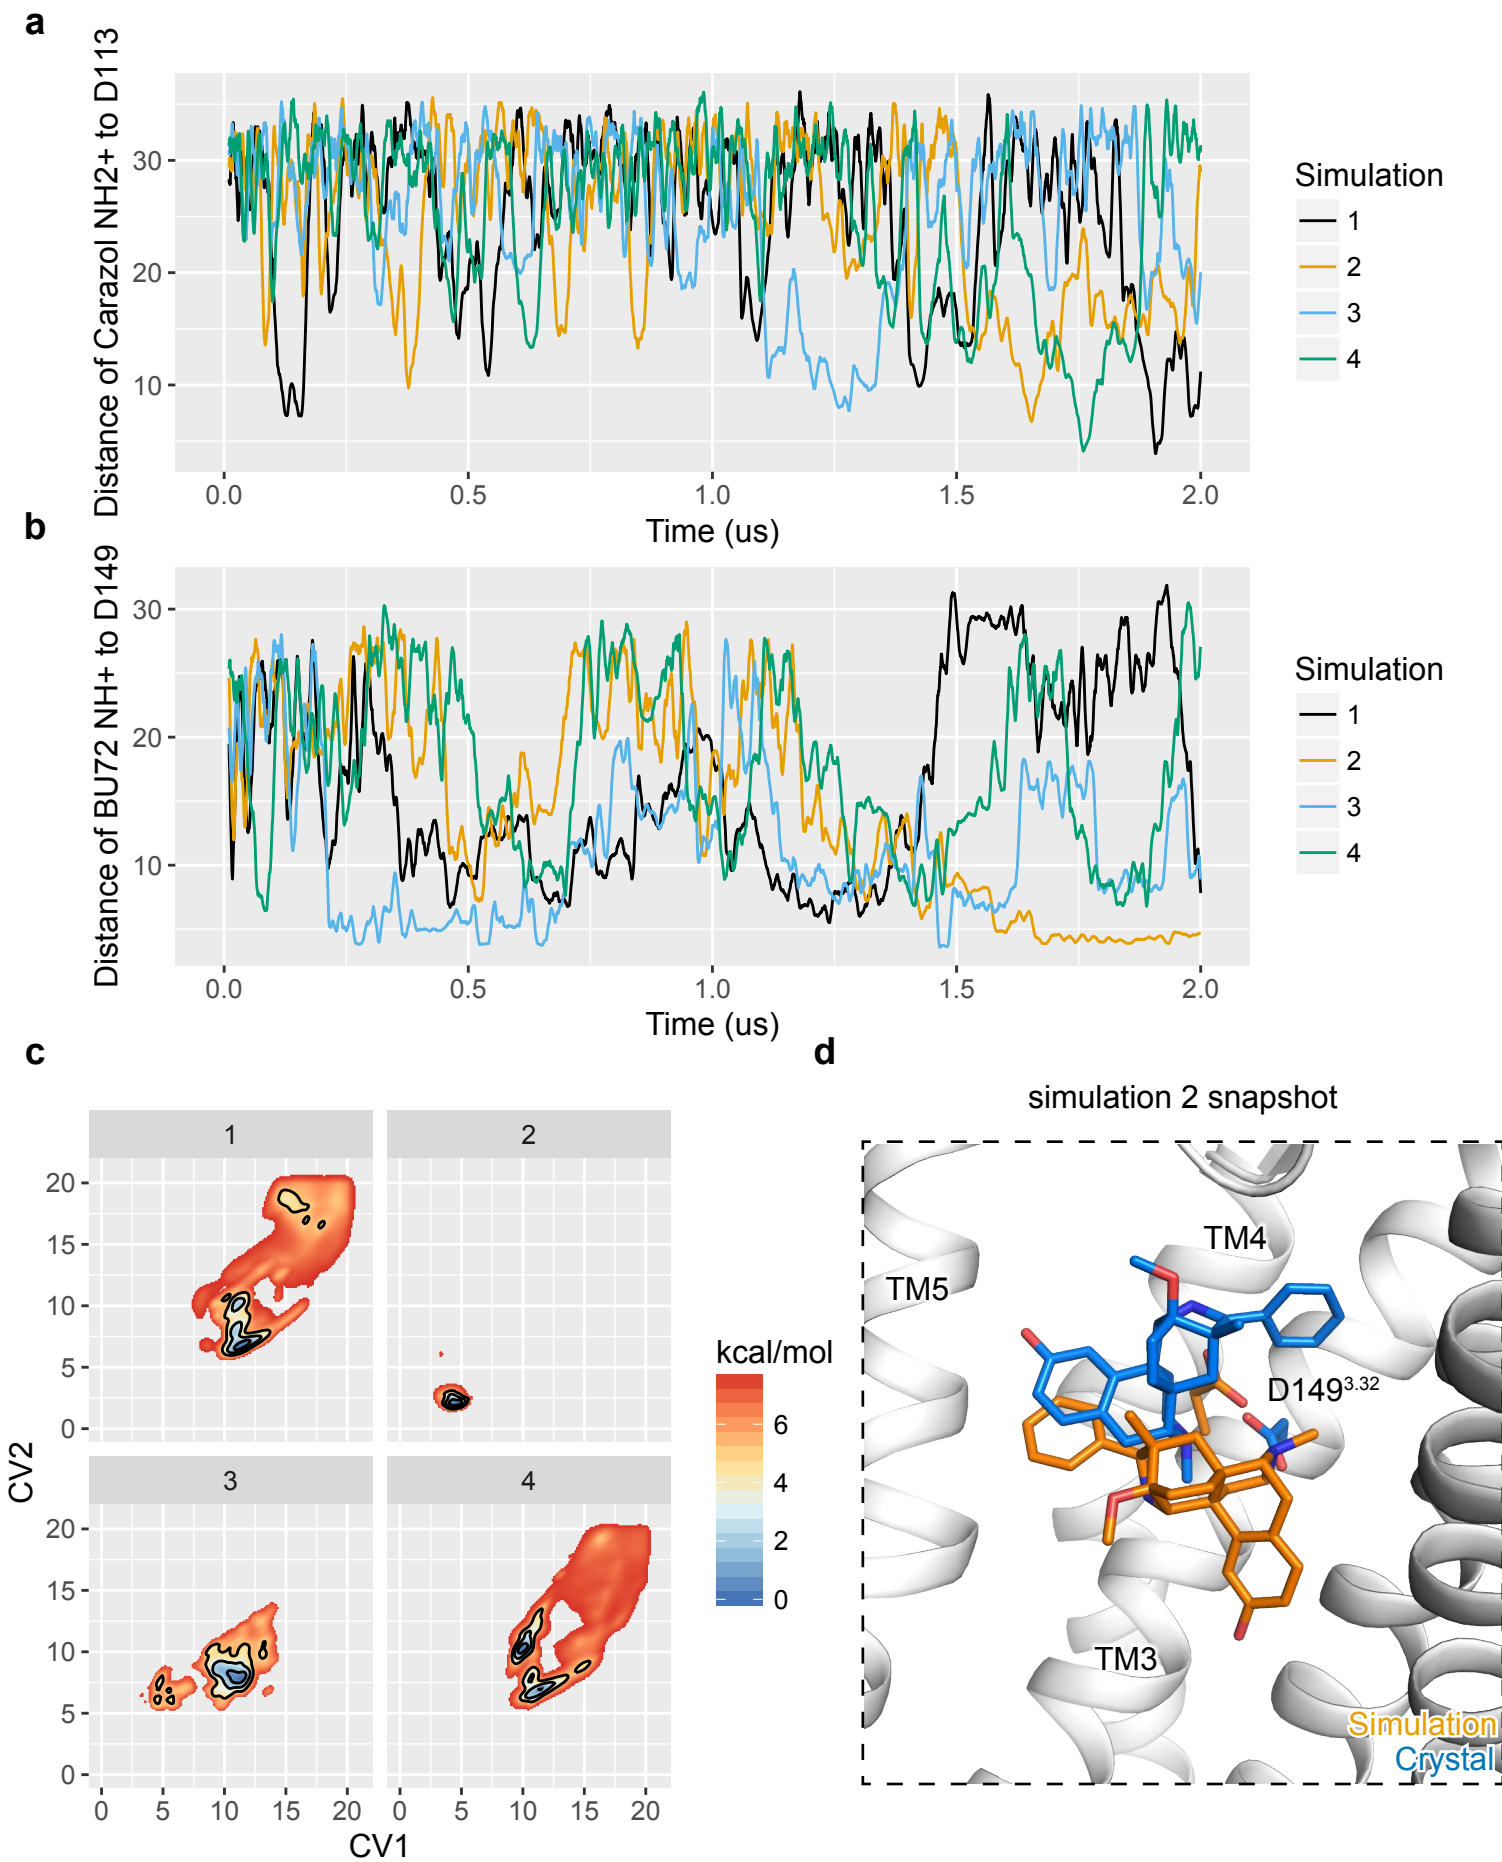 a
Distance of Carazol NH2+ to D113
30
20
10
0.0 0.5 1.0 1.5 2.0
Time (us)
Simulation
1
2
3
4
b
Distance of BU72 NH+ to D149
30
20
10
0.0 0.5 1.0 1.5 2.0
Time (us)
Simulation
1
2
3
4
c
1 2
20
15
10
5
0
3 4
20
15
10
5
0
0 5 10 15 20 0 5 10 15 20
CV1
CV2
kcal/mol
6
4
2
0
d
simulation 2 snapshot
TM4
TM5
D149³·³²
TM3
Simulation
Crystal